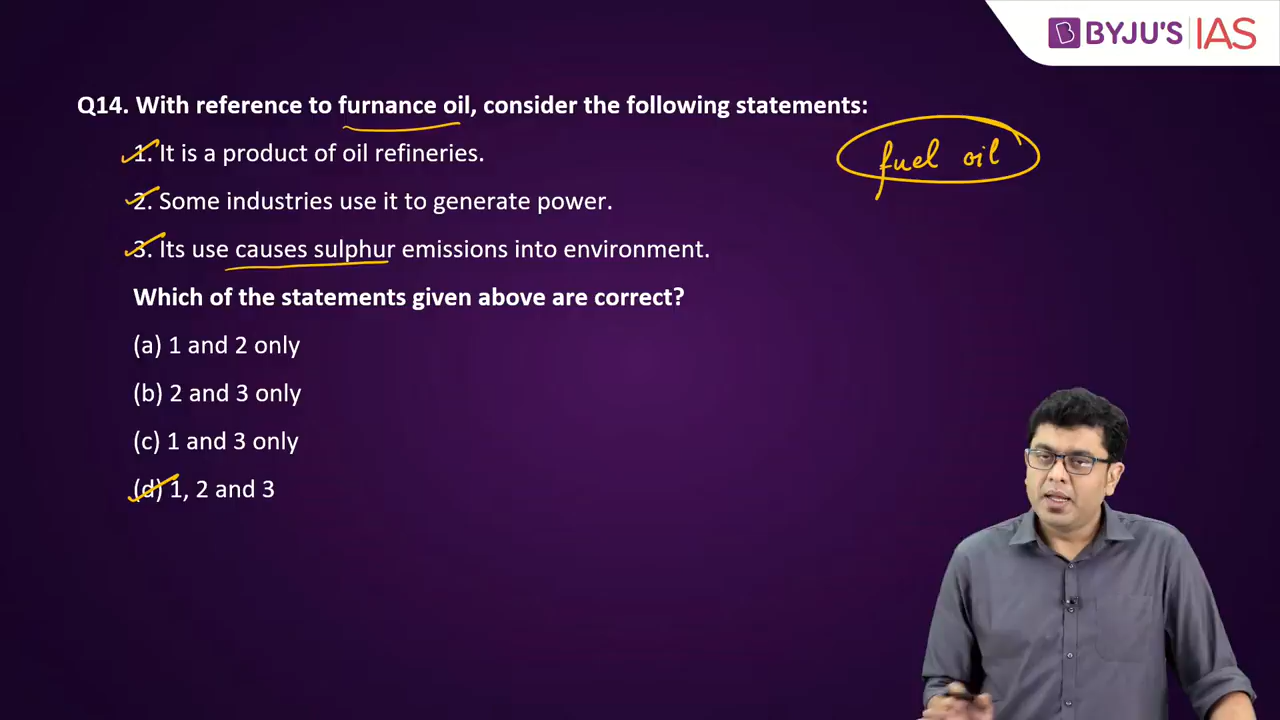 BYJU'S IAS
Q14. With reference to furnance oil, consider the following statements:
1. It is a product of oil refineries.
fuel oil
2. Some industries use it to generate power.
3. Its use causes sulphur emissions into environment.
Which of the statements given above are correct?
(a) 1 and 2 only
(b) 2 and 3 only
(c) 1 and 3 only
(d) 1, 2 and 3